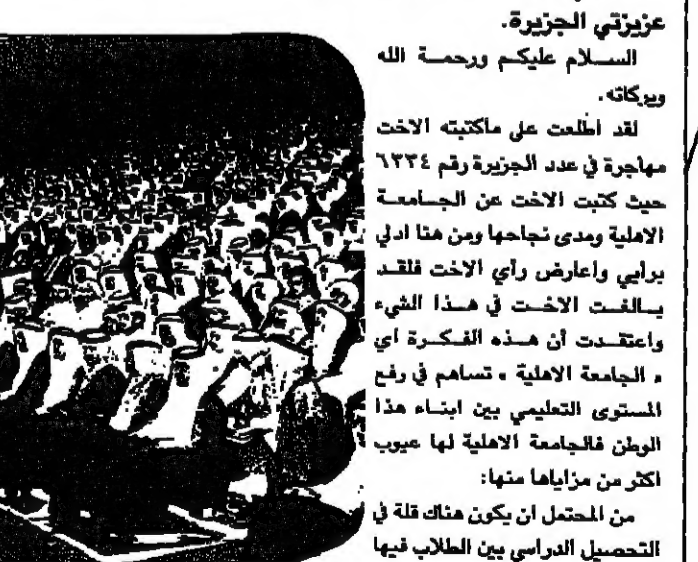 عزيزتي الجزيرة.
السلام عليكم ورحمة الله
وبركاته.
لقد اطلعت على ماكتبته الاخت
مهاجرة في عدد الجزيرة رقم ٦٣٣٤
حيث كتبت الاخت عن الجامعة
الاهلية ومدى نجاحها ومن هنا ادلي
برأيي واعارض رأي الاخت فلقد
بالغت الاخت في هذا الشيء
واعتقدت أن هذه الفكرة اي
« الجامعة الاهلية » تساهم في رفع
المستوى التعليمي بين ابناء هذا
الوطن فالجامعة الاهلية لها عيوب
اكثر من مزاياها منها:
من المحتمل ان يكون هناك قلة في
التحصيل الدراسي بين الطلاب فيها